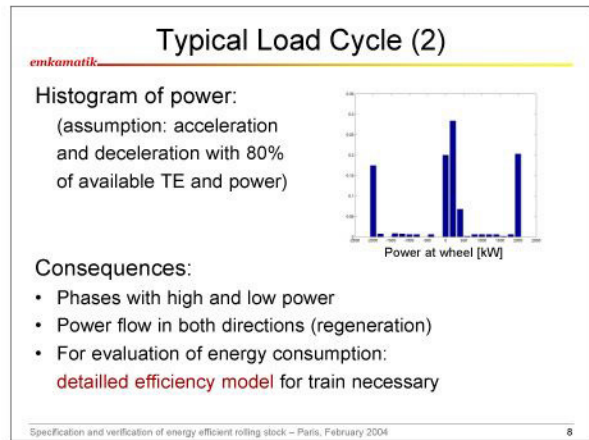 Typical Load Cycle (2)
emkamatik
Histogram of power:
(assumption: acceleration
and deceleration with 80%
of available TE and power)
Power at wheel [kW]
Consequences:
• Phases with high and low power
• Power flow in both directions (regeneration)
• For evaluation of energy consumption:
detailled efficiency model for train necessary
Specification and verification of energy efficient rolling stock – Paris, February 2004
8